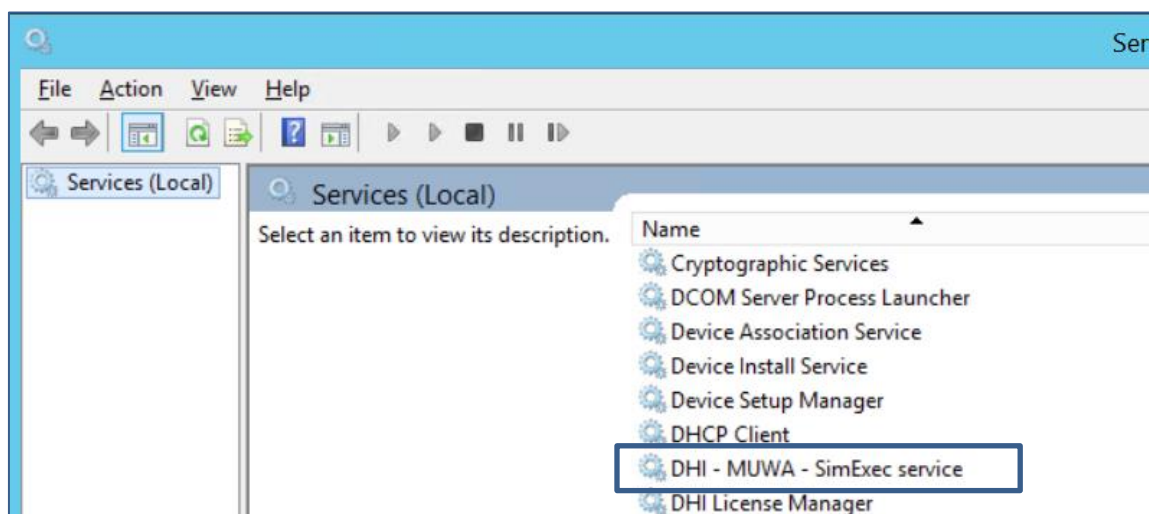 Ser
File Action View Help
Services (Local)
Services (Local)
Select an item to view its description.
Name
Cryptographic Services
DCOM Server Process Launcher
Device Association Service
Device Install Service
Device Setup Manager
DHCP Client
DHI - MUWA - SimExec service
DHI License Manager